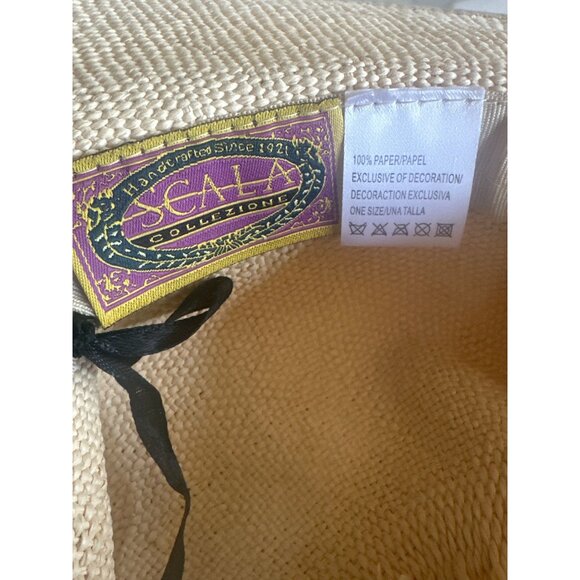 Handcrafted Since 1921
SCALA
COLLEZIONE
100% PAPER/PAPEL
EXCLUSIVE OF DECORATION/
DECORACTION EXCLUSIVA
ONE SIZE/UNA TALLA